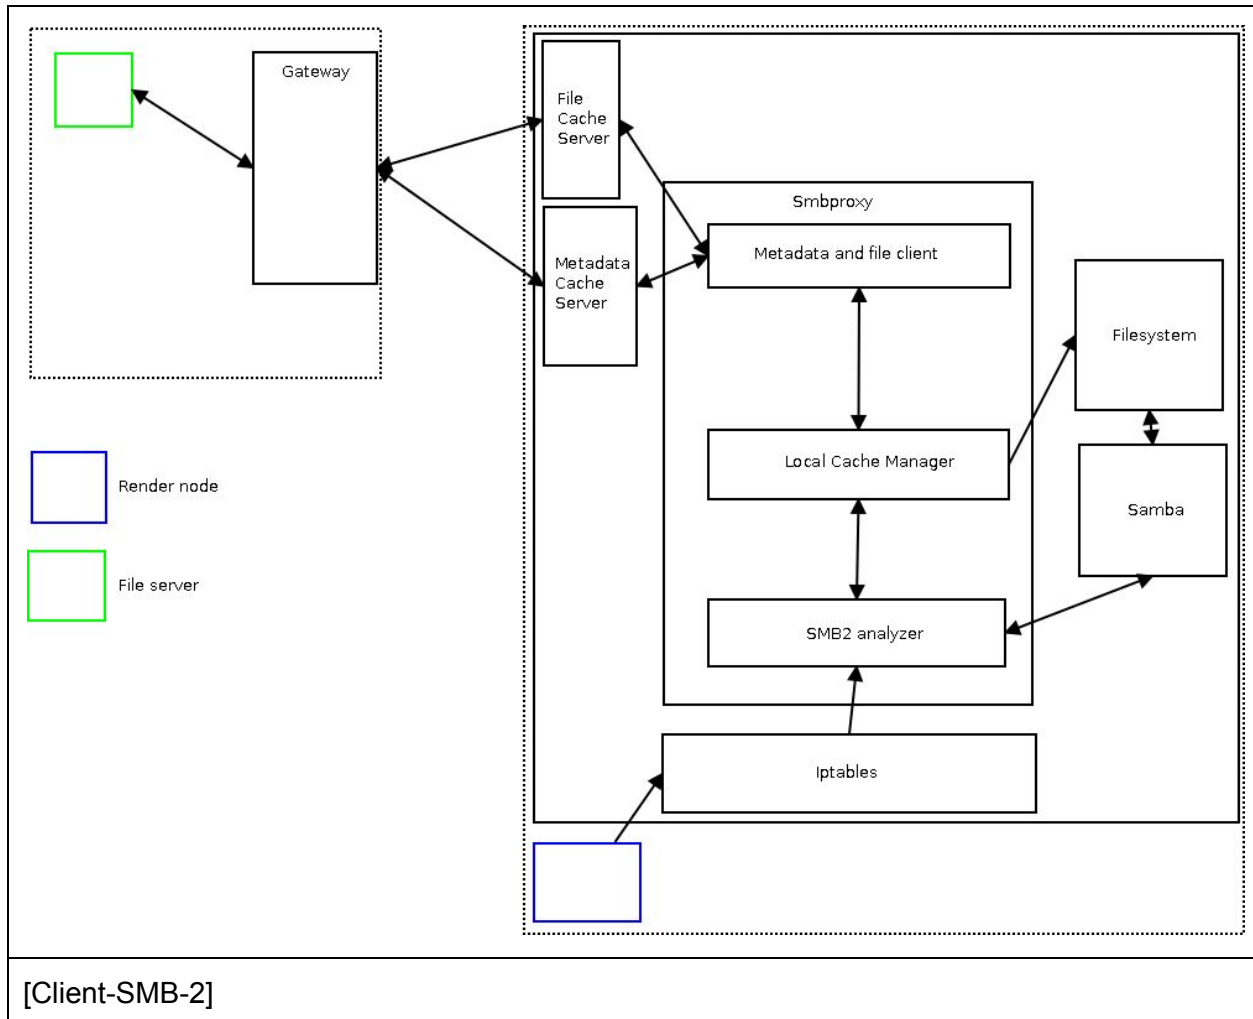 Gateway
File
Cache
Server
Metadata
Cache
Server
Smbproxy
Metadata and file client
Local Cache Manager
SMB2 analyzer
Iptables
Filesystem
Samba
Render node
File server
[Client-SMB-2]